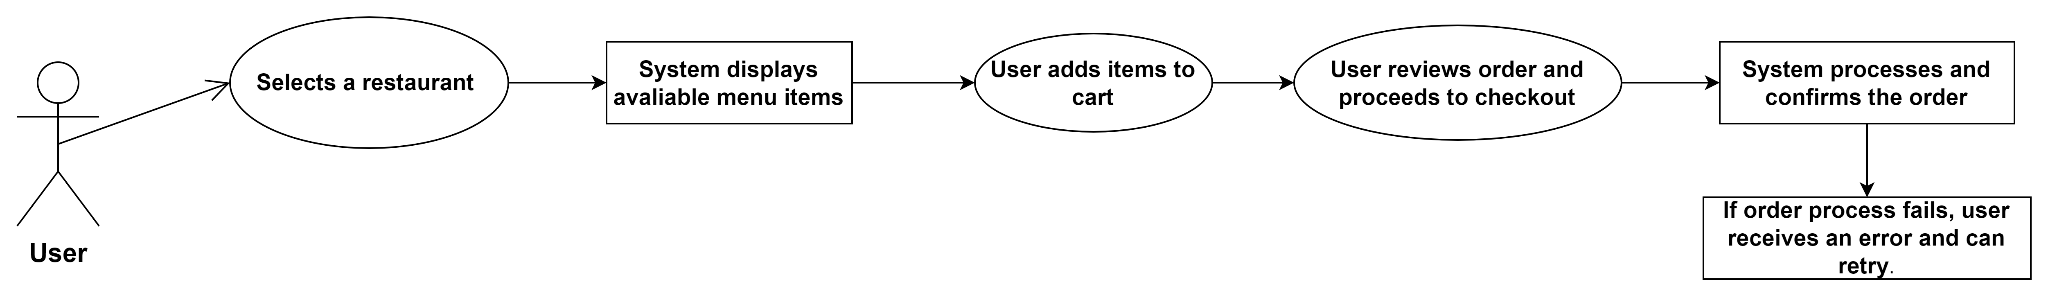 Selects a restaurant
System displays
avaliable menu items
User adds items to
cart
User reviews order and
proceeds to checkout
System processes and
confirms the order
If order process fails, user
receives an error and can
retry.
User